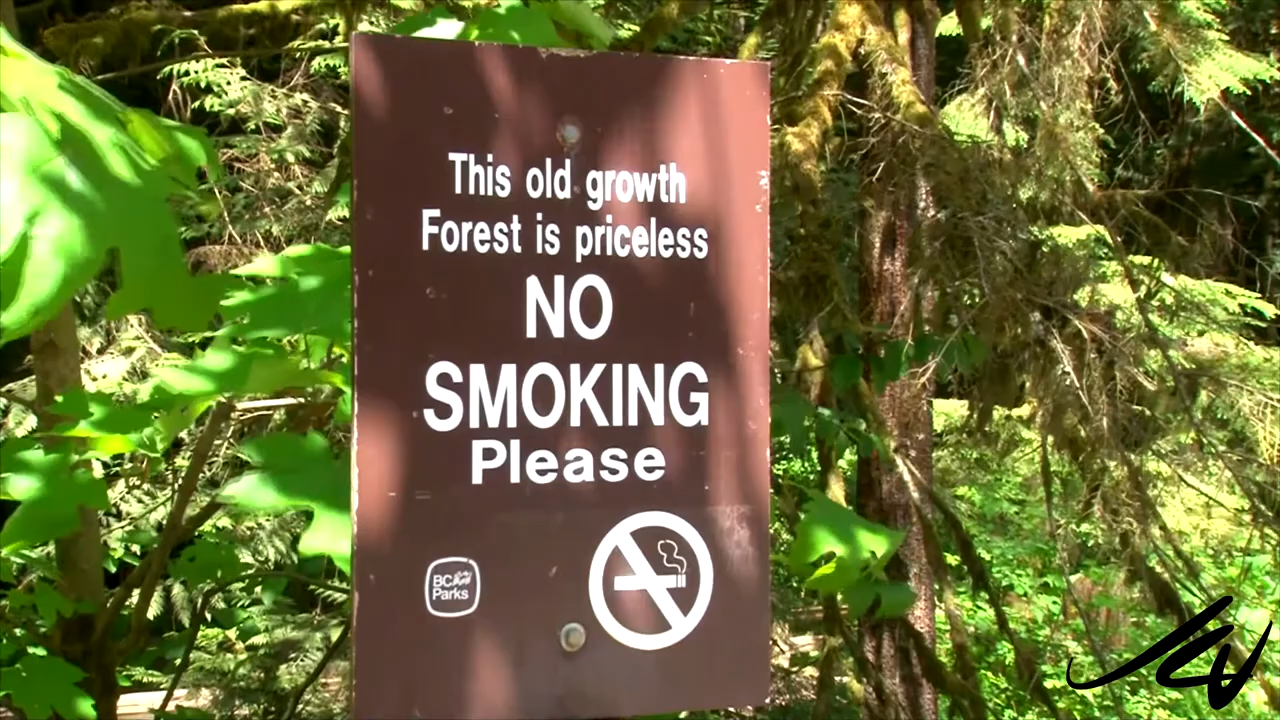 This old growth
Forest is priceless
NO
SMOKING
Please
BC
Parks